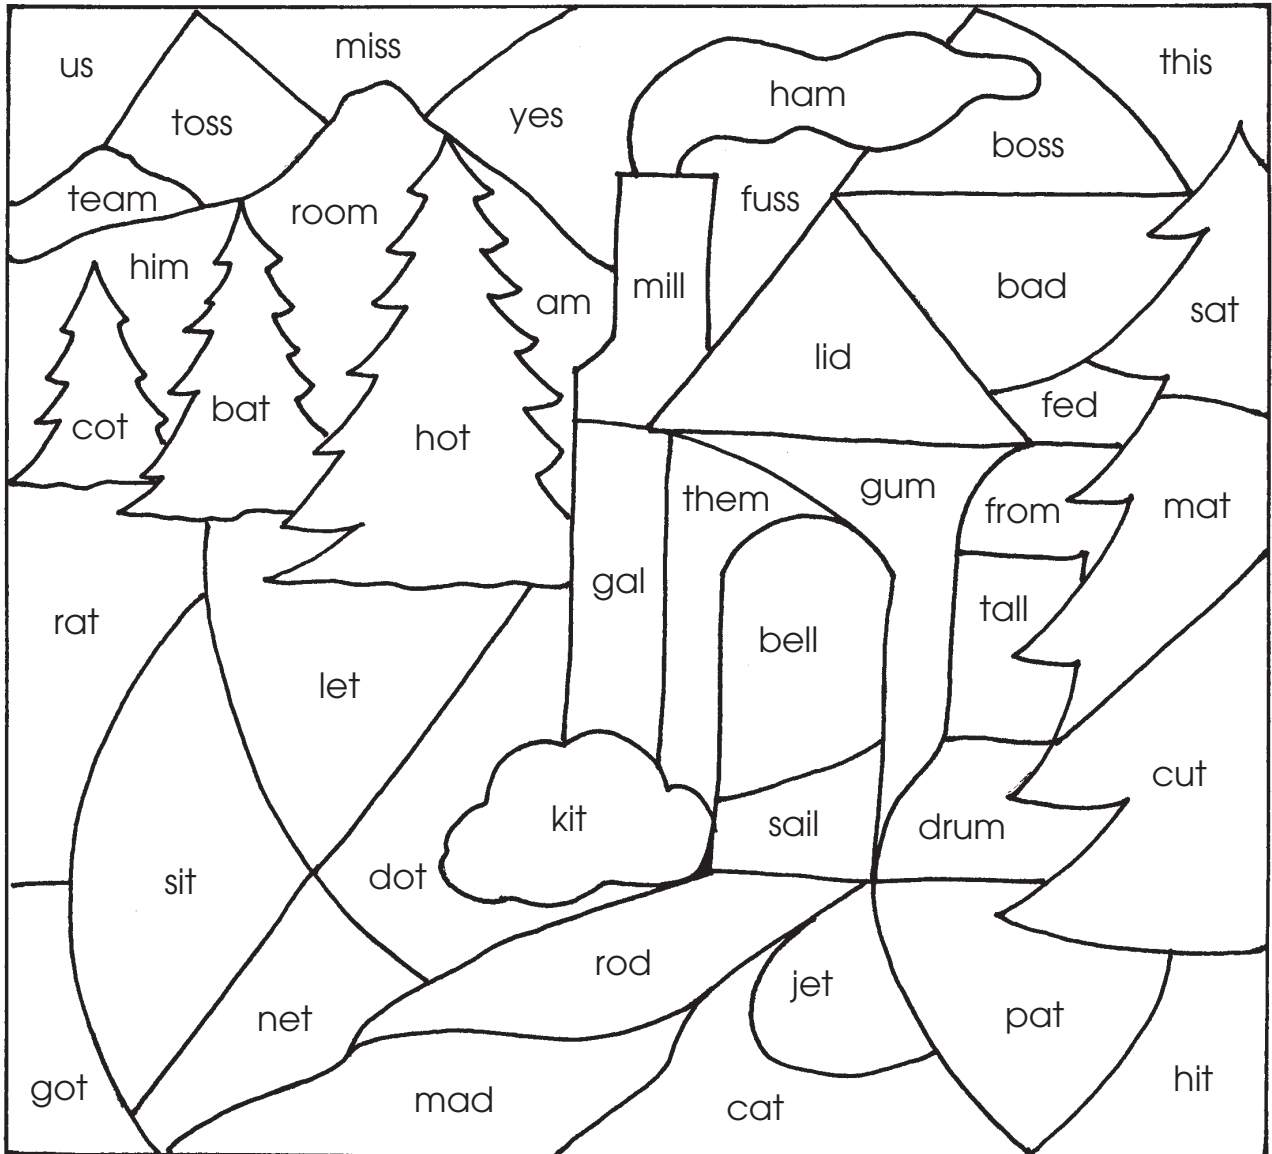 us
miss
this
toss
yes
ham
boss
team
room
fuss
him
am
mill
bad
sat
lid
cot
bat
hot
fed
them
gum
from
mat
gal
rat
tall
bell
let
cut
kit
sail
drum
sit
dot
rod
jet
net
pat
got
mad
cat
hit